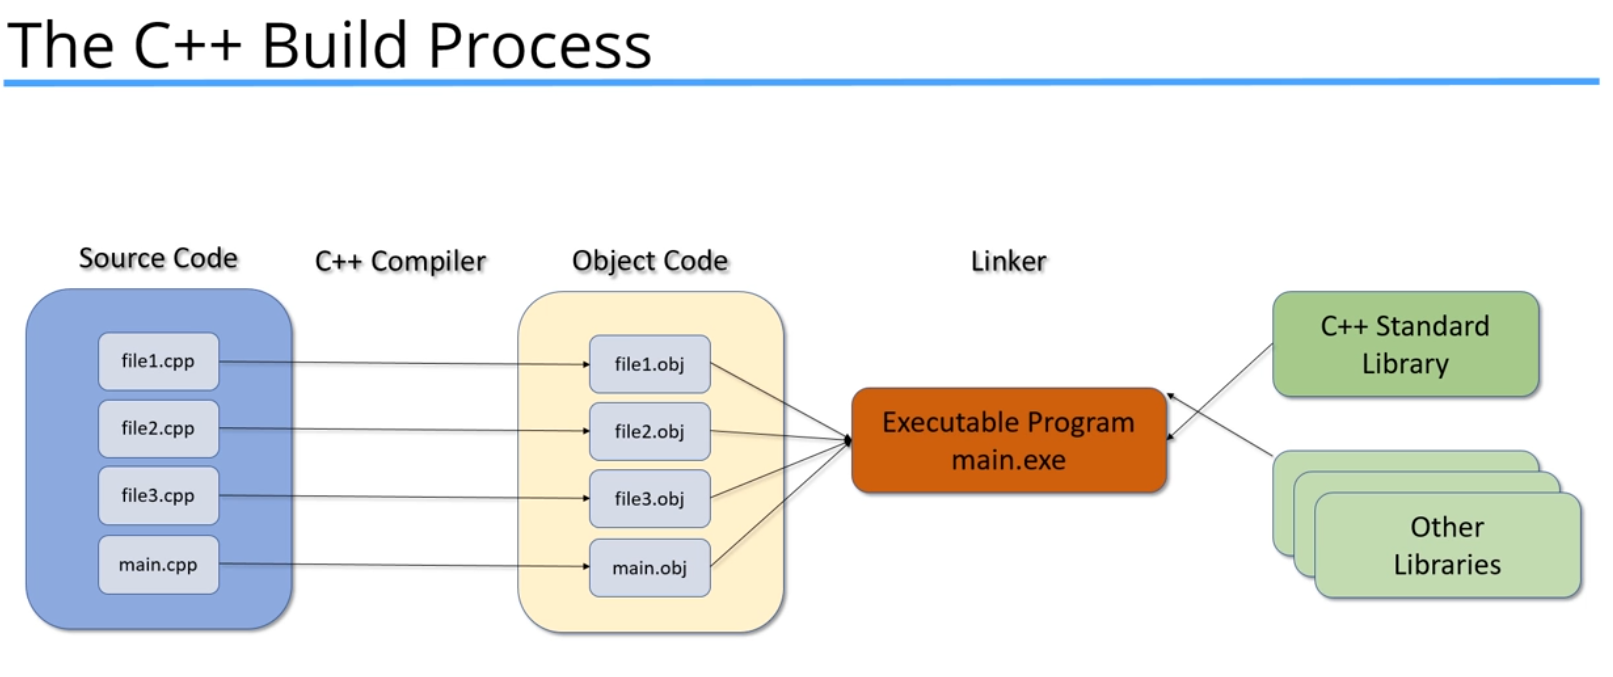 The C++ Build Process
Source Code
C++ Compiler
Object Code
Linker
file1.cpp
file2.cpp
file3.cpp
main.cpp
file1.obj
file2.obj
file3.obj
main.obj
Executable Program
main.exe
C++ Standard
Library
Other
Libraries